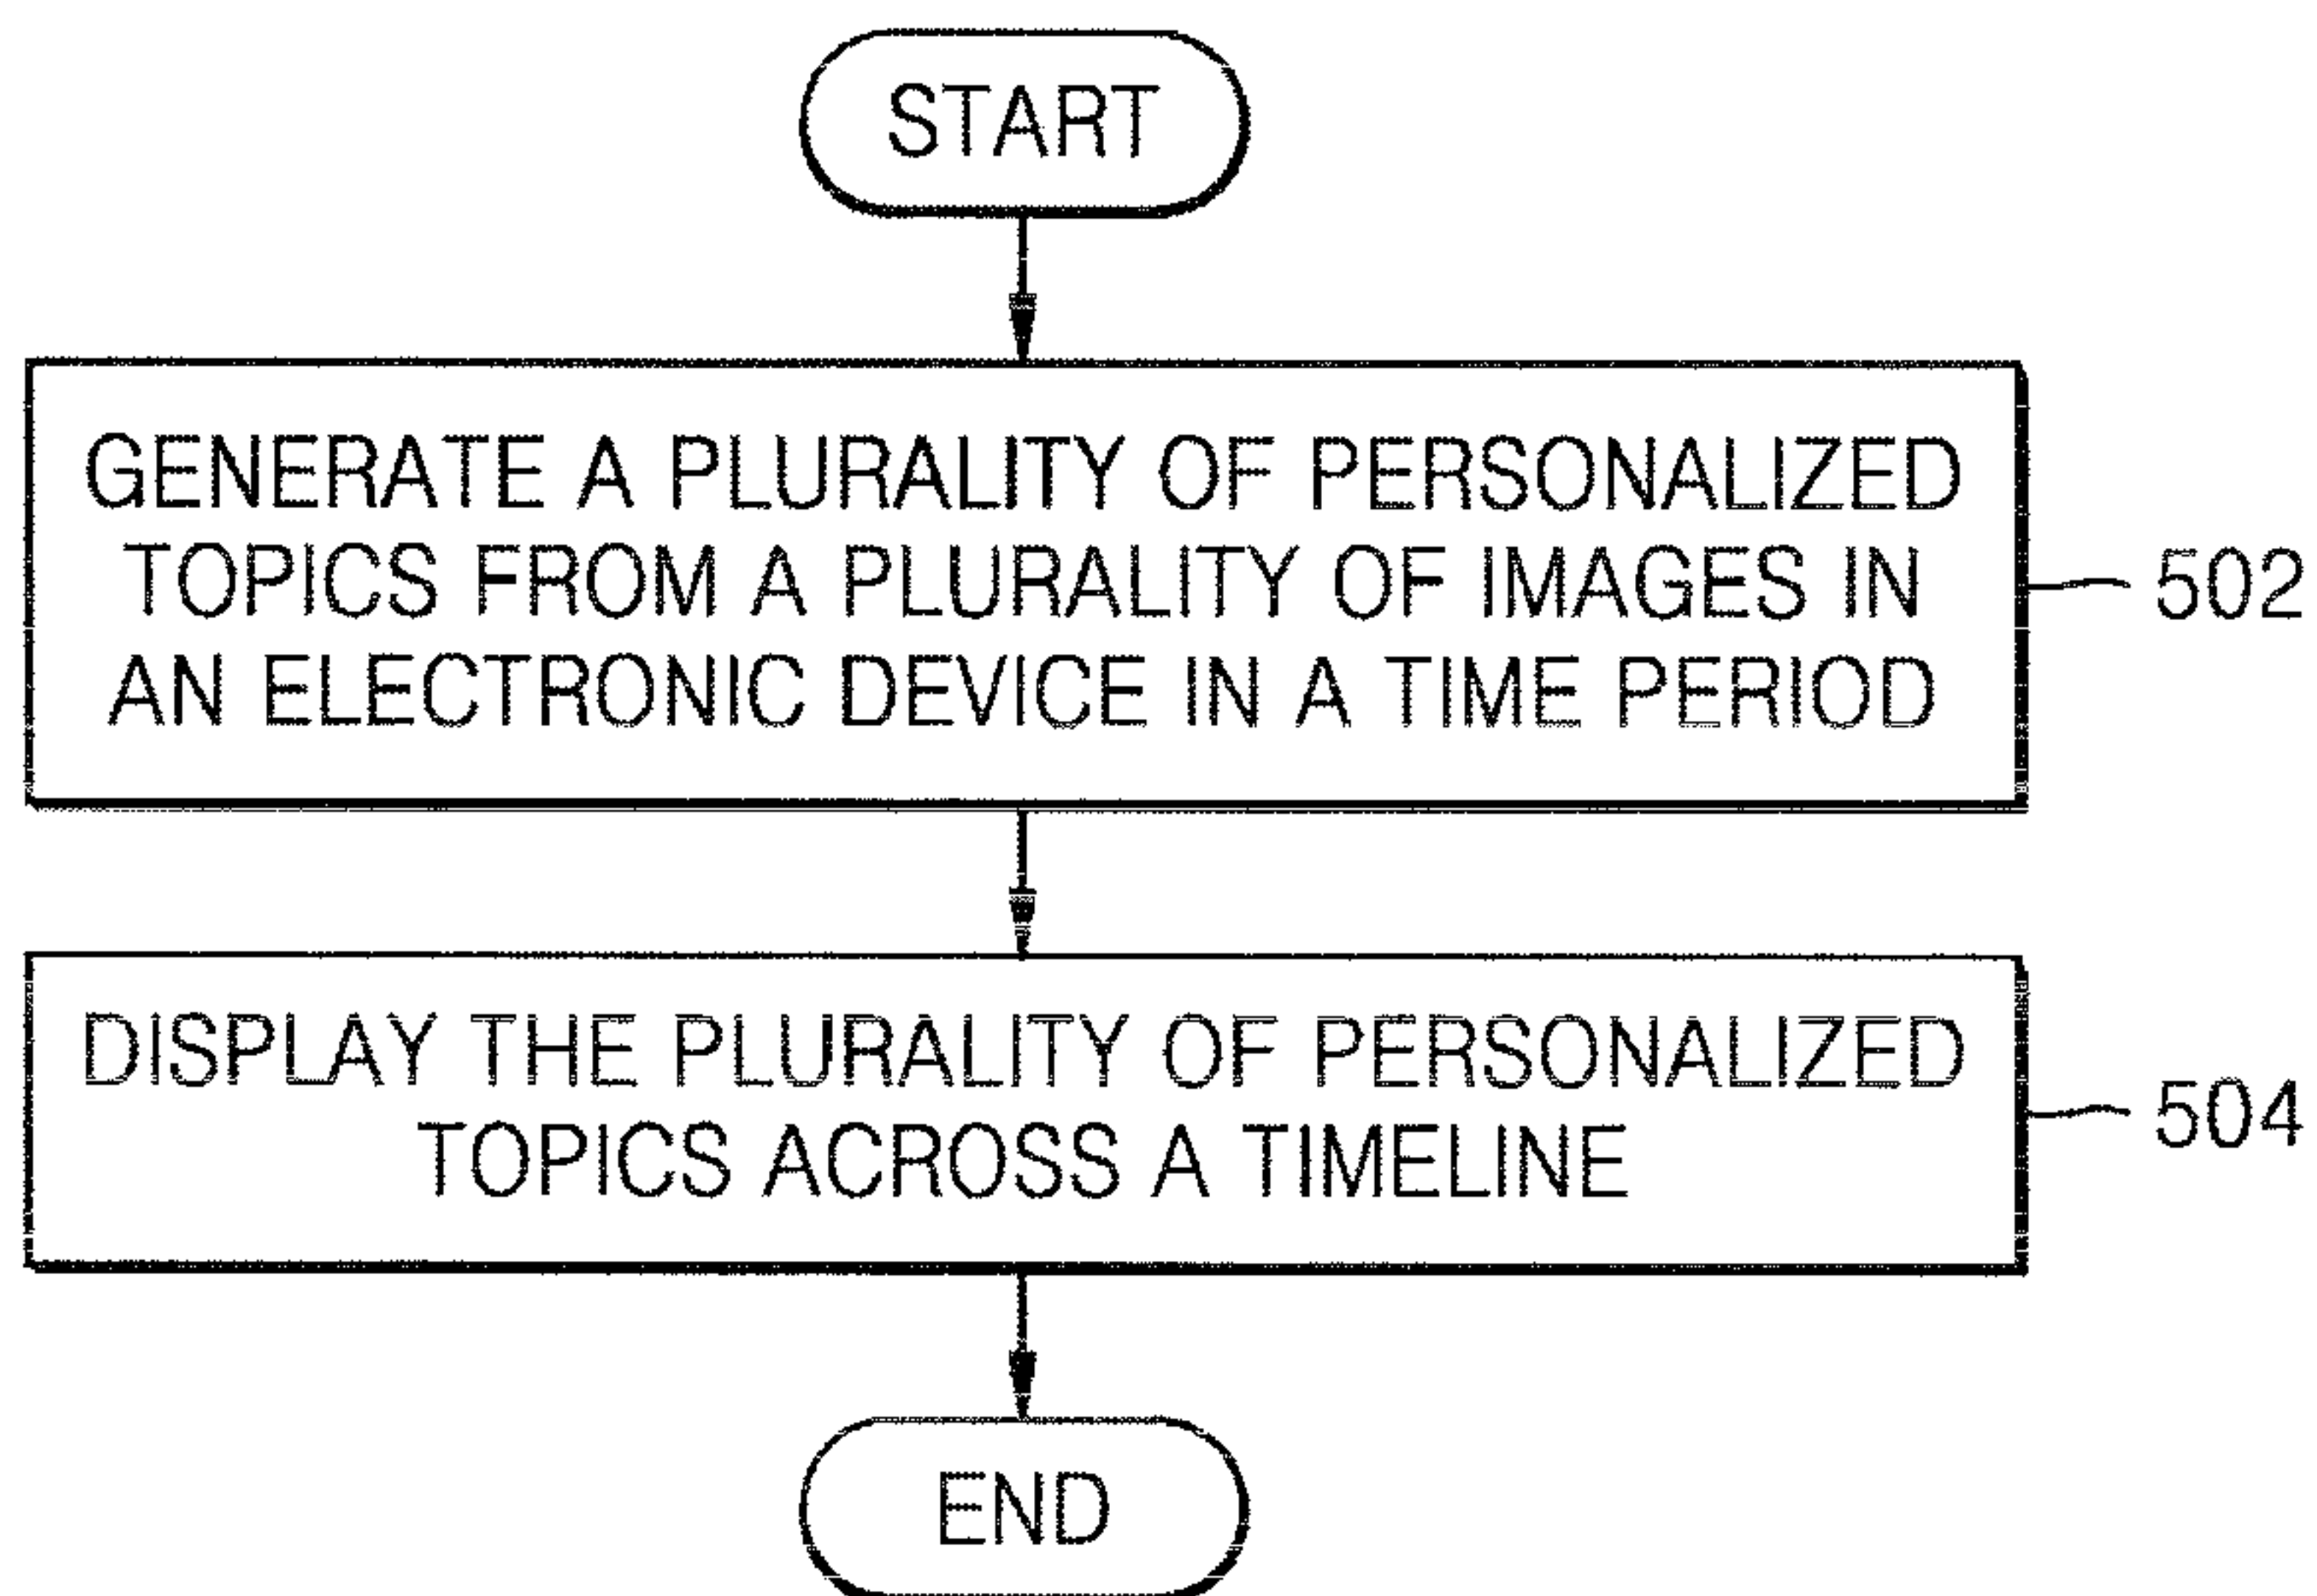 START
GENERATE A PLURALITY OF PERSONALIZED
TOPICS FROM A PLURALITY OF IMAGES IN
AN ELECTRONIC DEVICE IN A TIME PERIOD
502
DISPLAY THE PLURALITY OF PERSONALIZED
TOPICS ACROSS A TIMELINE
504
END